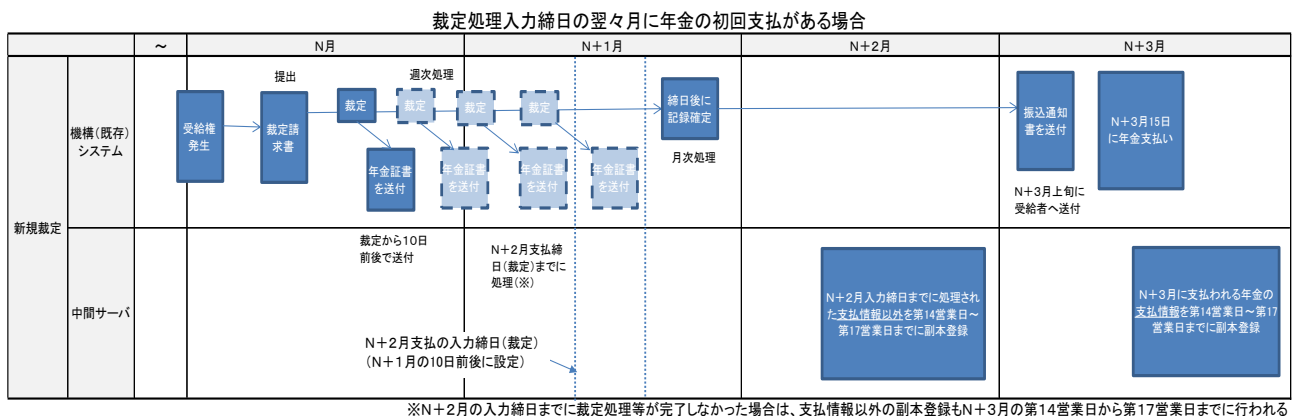 裁定処理入力締日の翌々月に年金の初回支払がある場合
～
N月
N＋1月
N＋2月
N＋3月
新規裁定
機構（既存）
システム
受給権
発生
提出
裁定請
求書
裁定
週次処理
裁定
裁定
裁定
年金証書
を送付
年金証書
を送付
年金証書
を送付
年金証書
を送付
締日後に
記録確定
月次処理
振込通知
書を送付
N＋3月15日
に年金支払い
N＋3月上旬に
受給者へ送付
裁定から10日
前後で送付
N＋2月支払締
日（裁定）までに
処理（※）
中間サーバ
N＋2月支払の入力締日（裁定）
（N＋1月の10日前後に設定）
N＋2月入力締日までに処理され
た支払情報以外を第14営業日～
第17営業日までに副本登録
N＋3月に支払われる年金の
支払情報を第14営業日～第17
営業日までに副本登録
※N＋2月の入力締日までに裁定処理等が完了しなかった場合は、支払情報以外の副本登録もN＋3月の第14営業日から第17営業日までに行われる